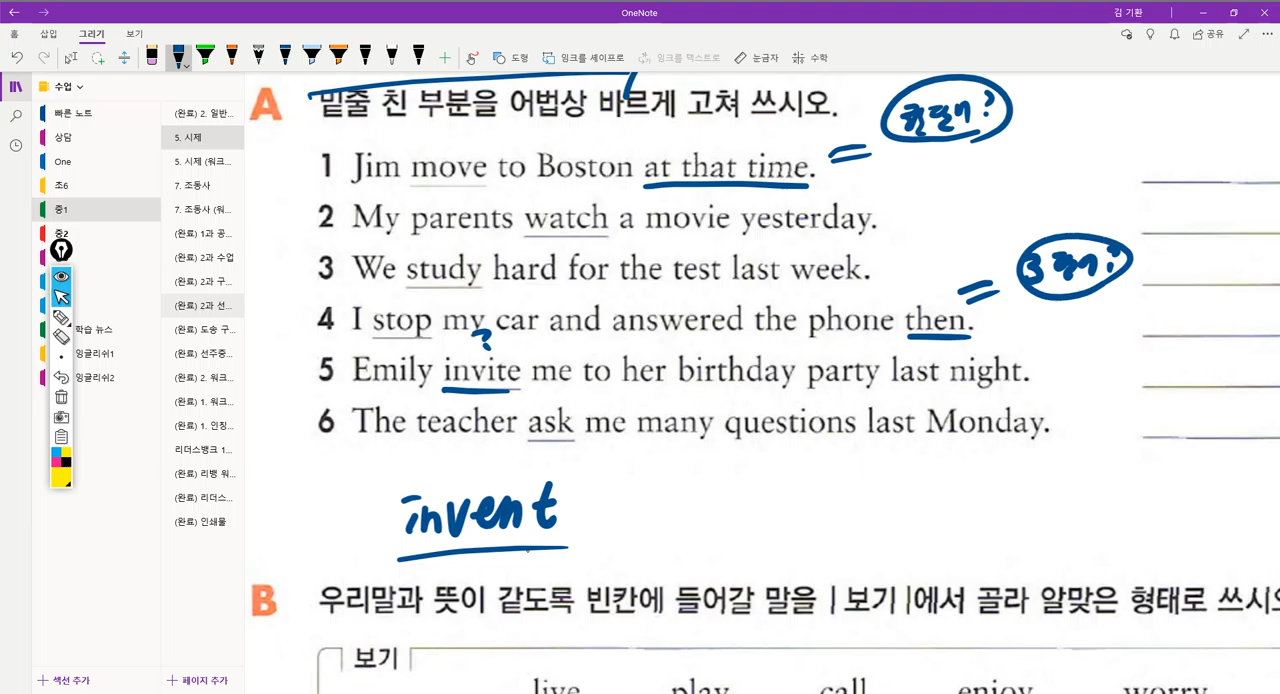 OneNote
김 기환
홈 삽입 그리기 보기
공유
도형 잉크를 셰이프로 잉크를 텍스트로 눈금자 수학
수업
빠른 노트
상담
One
초6
중1
중2
학습 뉴스
잉글리쉬1
잉글리쉬2
섹션 추가
(완료) 2. 일반...
5. 시제
5. 시제 (워크...
7. 조동사
7. 조동사 (워...
(완료) 1과 공...
(완료) 2과 수업
(완료) 2과 구...
(완료) 2과 선...
(완료) 도송 구...
(완료) 선주중...
(완료) 2. 워크...
(완료) 1. 워크...
(완료) 1. 인칭...
리더스뱅크 1...
(완료) 리뱅 워...
(완료) 리더스...
(완료) 인쇄물
페이지 추가
A 밑줄 친 부분을 어법상 바르게 고쳐 쓰시오.
1 Jim move to Boston at that time. =
2 My parents watch a movie yesterday.
3 We study hard for the test last week.
4 I stop my car and answered the phone then. =
?
5 Emily invite me to her birthday party last night.
6 The teacher ask me many questions last Monday.
invent
B 우리말과 뜻이 같도록 빈칸에 들어갈 말을 |보기|에서 골라 알맞은 형태로 쓰시오
보기
live play call enjoy worry